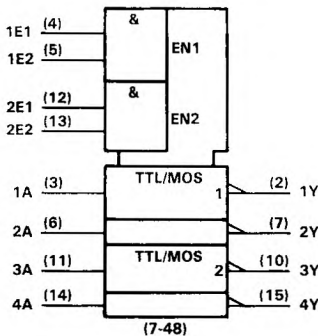 &
1E1 (4)
EN1
1E2 (5)
&
2E1 (12)
EN2
2E2 (13)
TTL/MOS
1A (3) 1 (2) 1Y
2A (6) (7) 2Y
TTL/MOS
3A (11) 2 (10) 3Y
4A (14) (15) 4Y
(7-48)